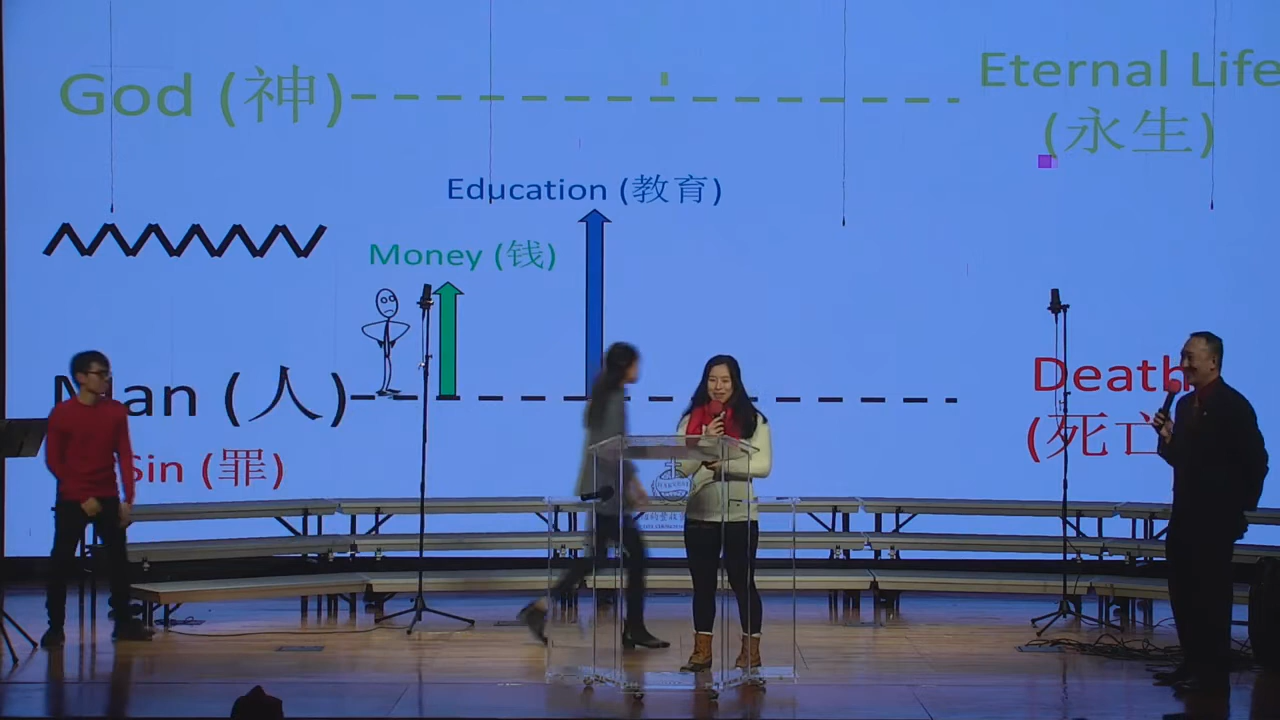 God (神)
Eternal Life
(永生)
Education (教育)
Money (钱)
Man (人)
Death
(死亡
Sin (罪)